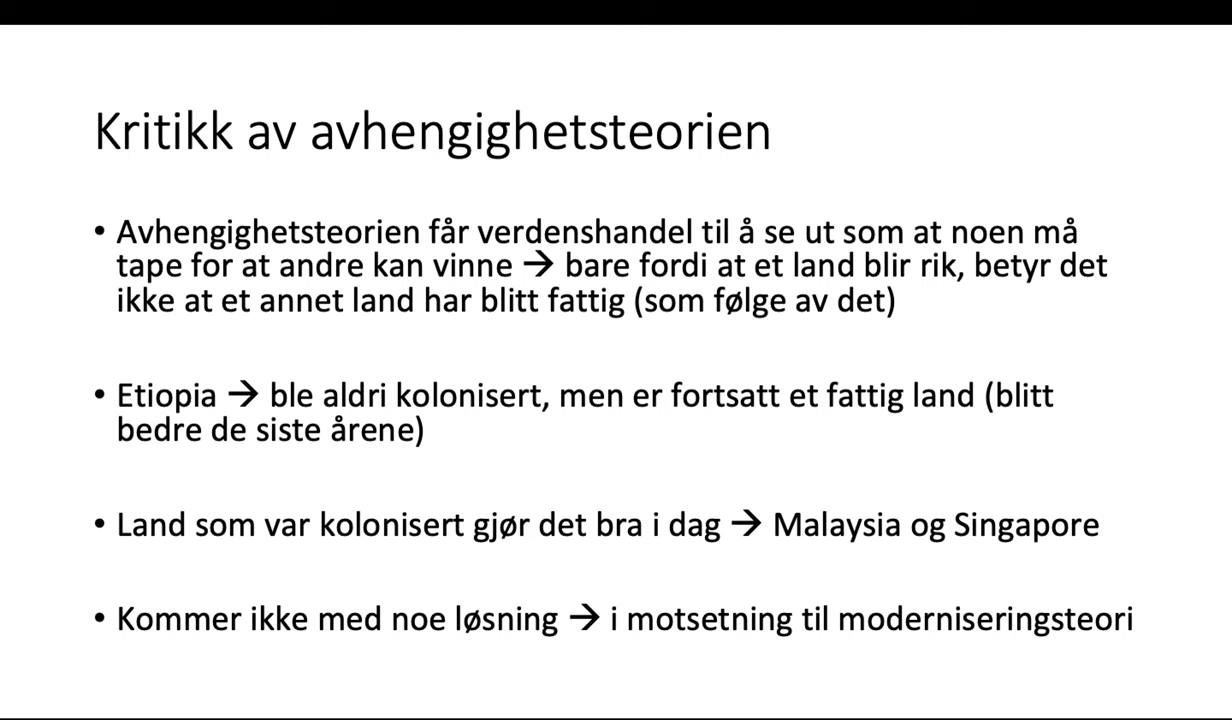 Kritikk av avhengighetsteorien
• Avhengighetsteorien får verdenshandel til å se ut som at noen må
tape for at andre kan vinne → bare fordi at et land blir rik, betyr det
ikke at et annet land har blitt fattig (som følge av det)
• Etiopia → ble aldri kolonisert, men er fortsatt et fattig land (blitt
bedre de siste årene)
• Land som var kolonisert gjør det bra i dag → Malaysia og Singapore
• Kommer ikke med noe løsning → i motsetning til moderniseringsteori